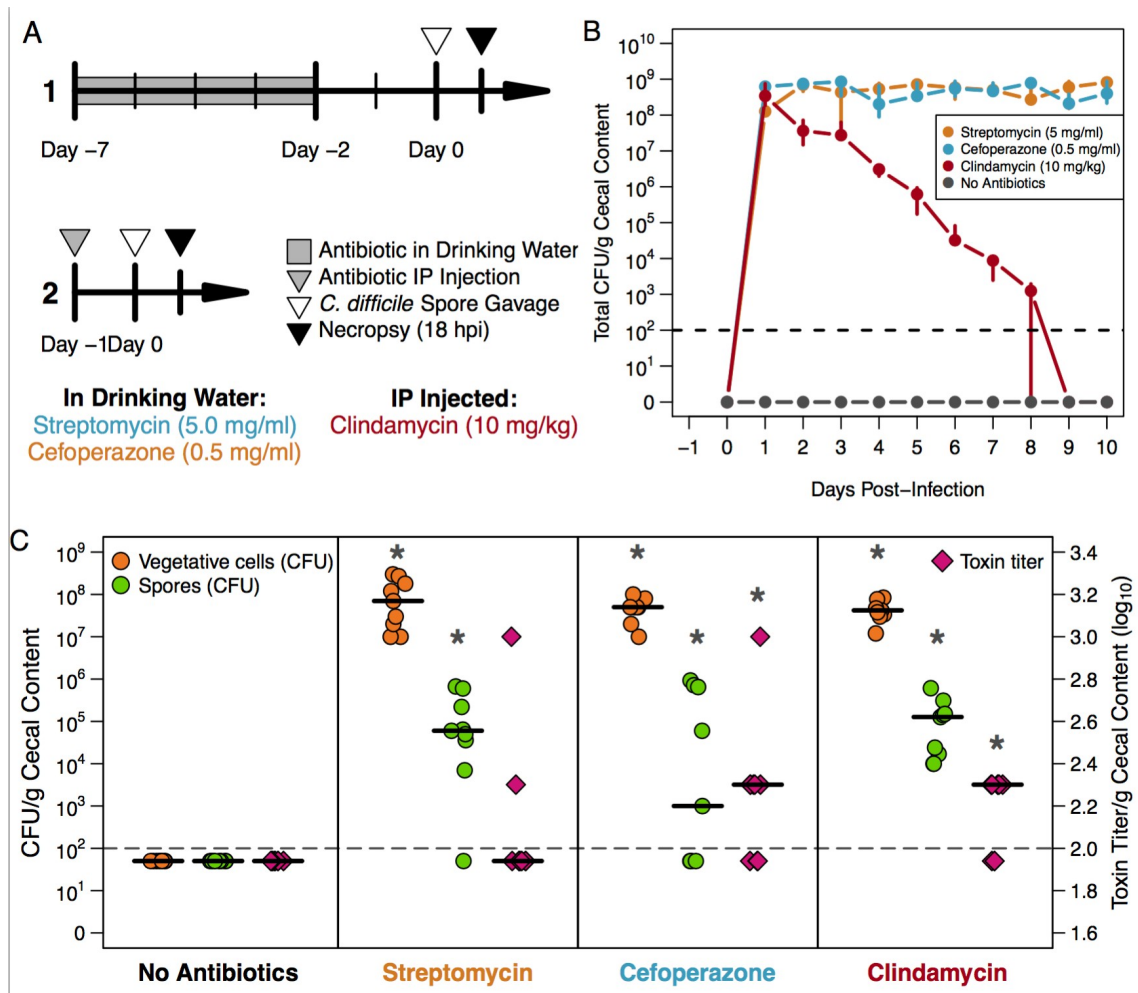 A
1
Day −7
Day −2
Day 0
2
Day −1Day 0
Antibiotic in Drinking Water
Antibiotic IP Injection
C. difficile Spore Gavage
Necropsy (18 hpi)
In Drinking Water:
Streptomycin (5.0 mg/ml)
Cefoperazone (0.5 mg/ml)
IP Injected:
Clindamycin (10 mg/kg)
B
Total CFU/g Cecal Content
10¹⁰
10⁹
10⁸
10⁷
10⁶
10⁵
10⁴
10³
10²
10¹
0
Streptomycin (5 mg/ml)
Cefoperazone (0.5 mg/ml)
Clindamycin (10 mg/kg)
No Antibiotics
−1 0 1 2 3 4 5 6 7 8 9 10
Days Post−Infection
C
CFU/g Cecal Content
10⁹
10⁸
10⁷
10⁶
10⁵
10⁴
10³
10²
10¹
0
Vegetative cells (CFU)
Spores (CFU)
*
*
*
*
*
*
*
*
Toxin titer
3.4
3.2
3.0
2.8
2.6
2.4
2.2
2.0
1.8
1.6
Toxin Titer/g Cecal Content (log₁₀)
No Antibiotics
Streptomycin
Cefoperazone
Clindamycin